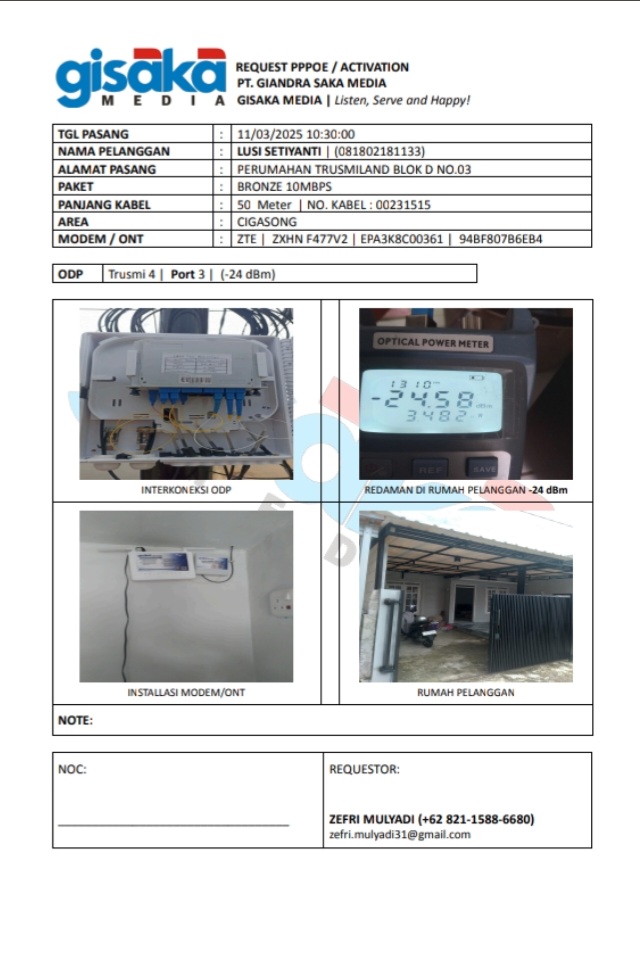 gisaka
MEDIA
REQUEST PPPOE / ACTIVATION
PT. GIANDRA SAKA MEDIA
GISAKA MEDIA | Listen, Serve and Happy!
TGL PASANG : 11/03/2025 10:30:00
NAMA PELANGGAN : LUSI SETIYANTI | (081802181133)
ALAMAT PASANG : PERUMAHAN TRUSMILAND BLOK D NO.03
PAKET : BRONZE 10MBPS
PANJANG KABEL : 50 Meter | NO. KABEL : 00231515
AREA : CIGASONG
MODEM / ONT : ZTE | ZXHN F477V2 | EPA3K8C00361 | 94BF807B6EB4
ODP Trusmi 4 | Port 3 | (-24 dBm)
OPTICAL POWER METER
1310
-24.58 dBm
3482
REF SAVE
INTERKONEKSI ODP
REDAMAN DI RUMAH PELANGGAN -24 dBm
INSTALLASI MODEM/ONT
RUMAH PELANGGAN
NOTE:
NOC:
REQUESTOR:
ZEFRI MULYADI (+62 821-1588-6680)
zefri.mulyadi31@gmail.com